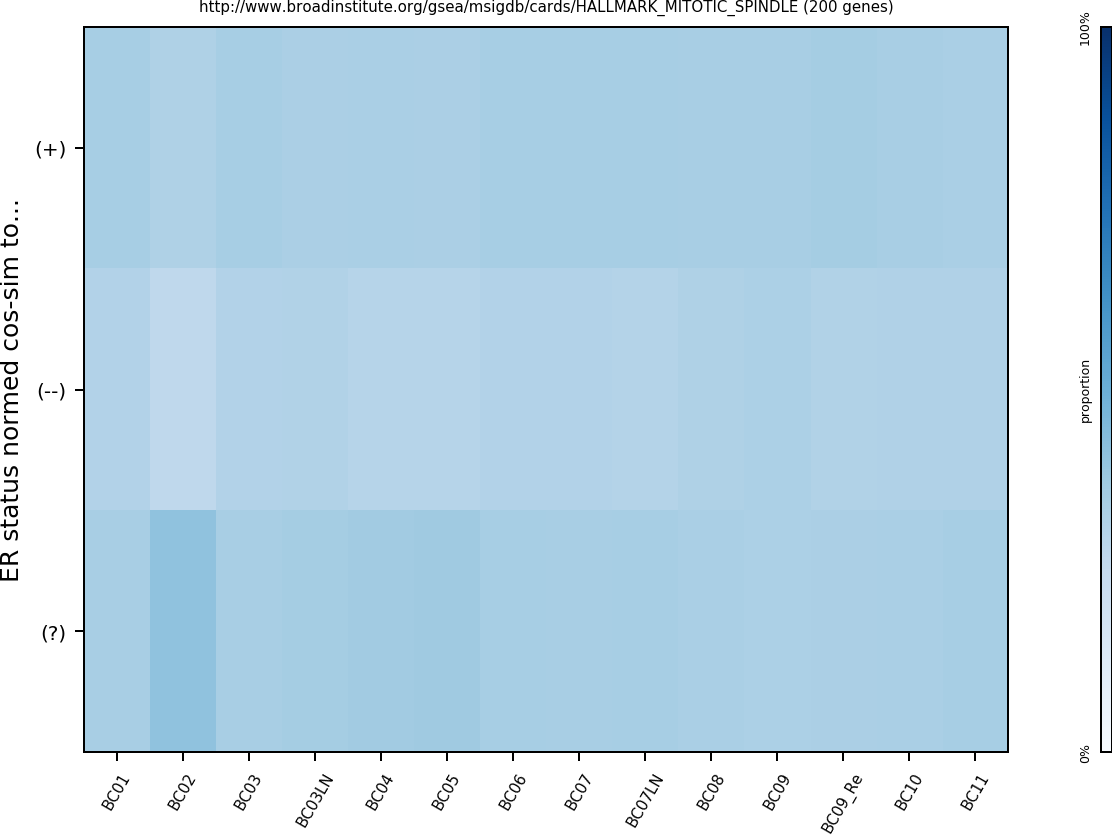 http://www.broadinstitute.org/gsea/msigdb/cards/HALLMARK_MITOTIC_SPINDLE (200 genes)
ER status normed cos-sim to...
(+)
(--)
(?)
BC01
BC02
BC03
BC03LN
BC04
BC05
BC06
BC07
BC07LN
BC08
BC09
BC09_Re
BC10
BC11
100%
proportion
0%